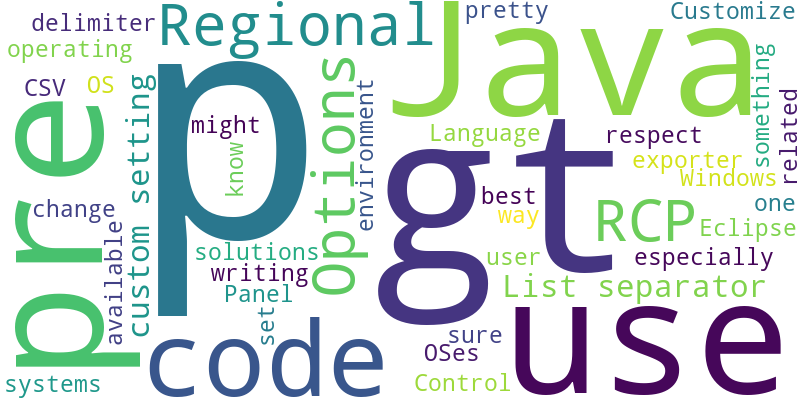 delimiter
Regional
pretty
Customize
operating
Java
CSV
OS
pre
p
custom setting
might
know
Options
environment
gt
Language
respect
something
related
exporter
Windows
best
way
one
change
RCP
Eclipse
available
solutions
writing
Panel
user
especially
List separator
set
code
sure
OSes
use
systems
Control